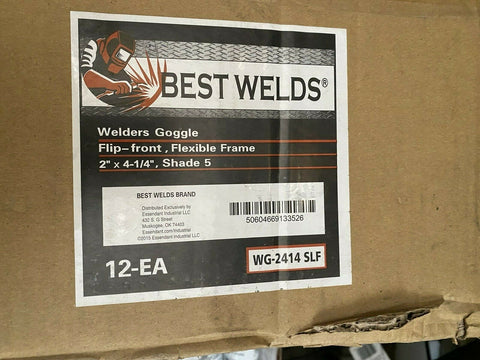 BEST WELDS®
Welders Goggle
Flip-front, Flexible Frame
2" x 4-1/4", Shade 5
BEST WELDS BRAND
Distributed Exclusively by
Essendant Industrial LLC
430 S. G Street
Muskogee, OK 74403
Essendant.com/Industrial
©2015 Essendant Industrial LLC
50604669133526
12-EA
WG-2414 SLF